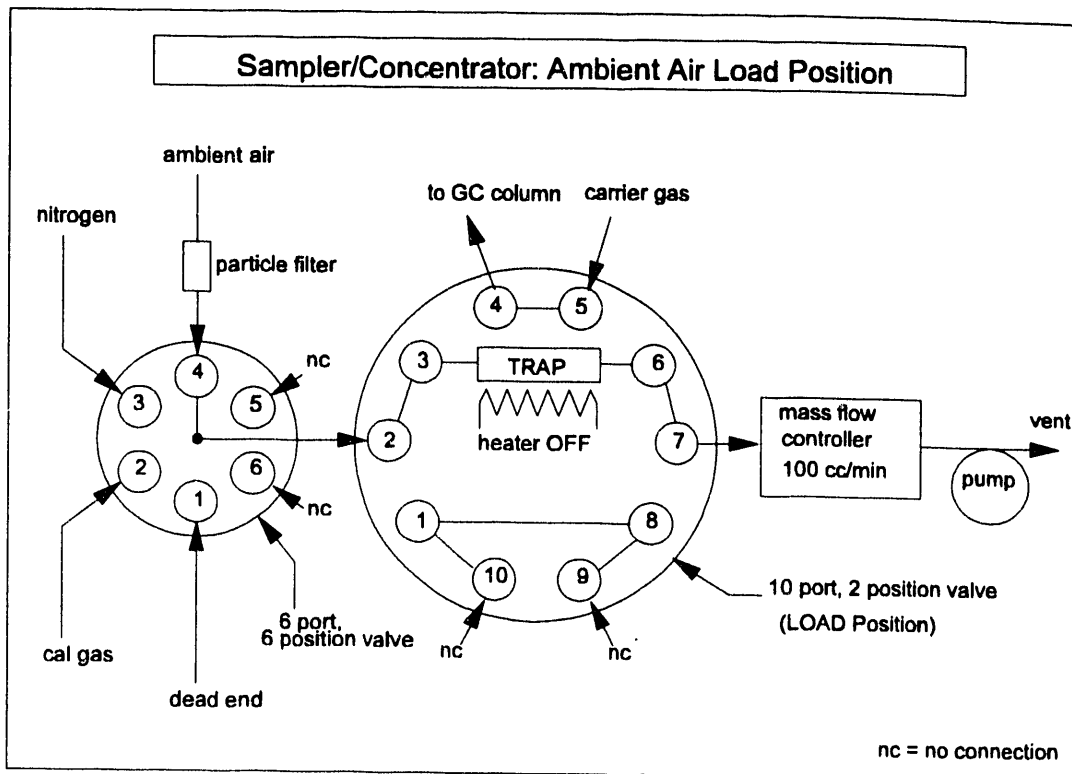 Sampler/Concentrator: Ambient Air Load Position
ambient air
nitrogen
particle filter
to GC column
carrier gas
4
3
5
nc
2
1
6
nc
cal gas
dead end
6 port,
6 position valve
4
5
3
TRAP
6
heater OFF
2
7
1
8
10
9
nc
nc
mass flow
controller
100 cc/min
pump
vent
10 port, 2 position valve
(LOAD Position)
nc = no connection